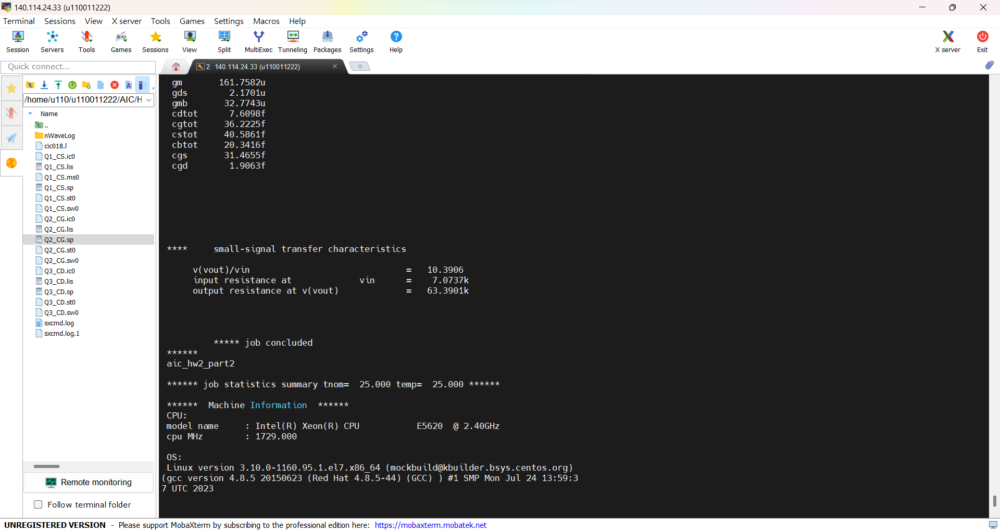 140.114.24.33 (u110011222)
Terminal Sessions View X server Tools Games Settings Macros Help
Session Servers Tools Games Sessions View Split MultiExec Tunneling Packages Settings Help X server Exit
Quick connect...
2. 140.114.24.33 (u110011222)
/home/u110/u110011222/AIC/H
Name
..
nWaveLog
cic018.l
Q1_CS.ic0
Q1_CS.lis
Q1_CS.ms0
Q1_CS.sp
Q1_CS.st0
Q1_CS.sw0
Q2_CG.ic0
Q2_CG.lis
Q2_CG.sp
Q2_CG.st0
Q2_CG.sw0
Q3_CD.ic0
Q3_CD.lis
Q3_CD.sp
Q3_CD.st0
Q3_CD.sw0
sxcmd.log
sxcmd.log.1
Remote monitoring
Follow terminal folder
gm 161.7582u
gds 2.1701u
gmb 32.7743u
cdtot 7.6098f
cgtot 36.2225f
cstot 40.5861f
cbtot 20.3416f
cgs 31.4655f
cgd 1.9063f
**** small-signal transfer characteristics
v(vout)/vin = 10.3906
input resistance at vin = 7.0737k
output resistance at v(vout) = 63.3901k
***** job concluded
******
aic_hw2_part2
****** job statistics summary tnom= 25.000 temp= 25.000 ******
****** Machine Information ******
CPU:
model name : Intel(R) Xeon(R) CPU E5620 @ 2.40GHz
cpu MHz : 1729.000
OS:
Linux version 3.10.0-1160.95.1.el7.x86_64 (mockbuild@kbuilder.bsys.centos.org)
(gcc version 4.8.5 20150623 (Red Hat 4.8.5-44) (GCC) ) #1 SMP Mon Jul 24 13:59:3
7 UTC 2023
UNREGISTERED VERSION - Please support MobaXterm by subscribing to the professional edition here: https://mobaxterm.mobatek.net